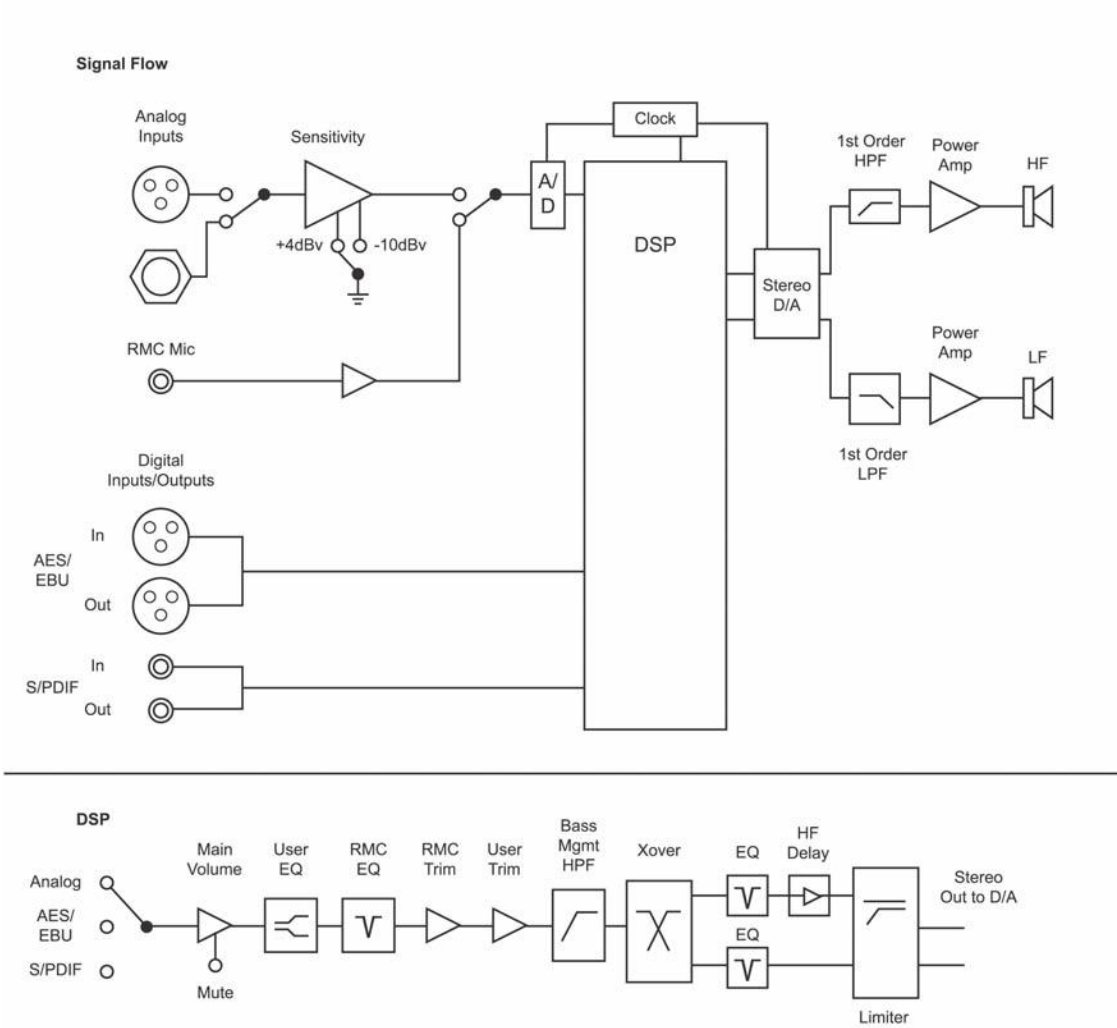 Signal Flow
Analog
Inputs
Sensitivity
+4dBv
-10dBv
RMC Mic
A/
D
Clock
DSP
Stereo
D/A
1st Order
HPF
Power
Amp
HF
Power
Amp
LF
1st Order
LPF
Digital
Inputs/Outputs
In
AES/
EBU
Out
In
S/PDIF
Out
DSP
Analog
AES/
EBU
S/PDIF
Main
Volume
Mute
User
EQ
RMC
EQ
RMC
Trim
User
Trim
Bass
Mgmt
HPF
Xover
EQ
EQ
HF
Delay
Limiter
Stereo
Out to D/A